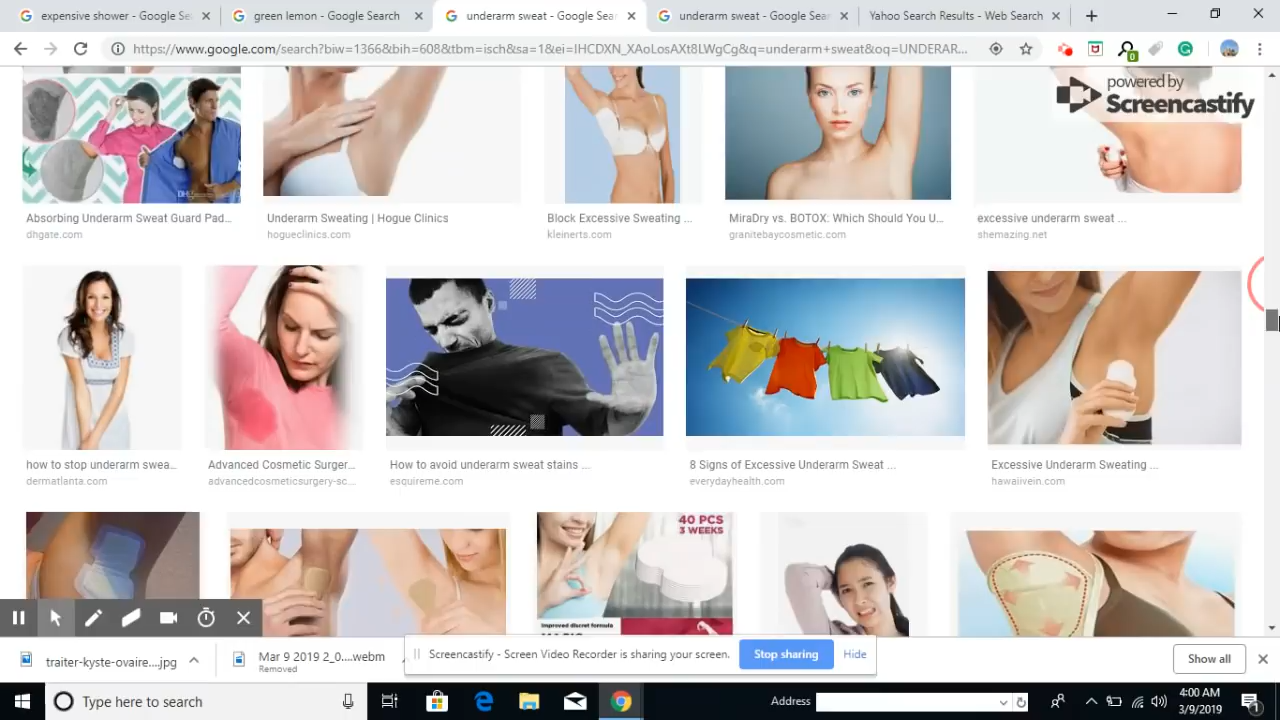 expensive shower - Google Se
green lemon - Google Search
underarm sweat - Google Sea
underarm sweat - Google Sear
Yahoo Search Results - Web Search
https://www.google.com/search?biw=1366&bih=608&tbm=isch&sa=1&ei=IHCDXN_XAoLosAXt8LWgCg&q=underarm+sweat&oq=UNDERAR...
0
powered by
Screencastify
Absorbing Underarm Sweat Guard Pad...
dhgate.com
Underarm Sweating | Hogue Clinics
hogueclinics.com
Block Excessive Sweating ...
kleinerts.com
MiraDry vs. BOTOX: Which Should You U...
granitebaycosmetic.com
excessive underarm sweat ...
shemazing.net
how to stop underarm swea...
dermatlanta.com
Advanced Cosmetic Surger...
advancedcosmeticsurgery-sc...
How to avoid underarm sweat stains ...
esquireme.com
8 Signs of Excessive Underarm Sweat ...
everydayhealth.com
Excessive Underarm Sweating ...
hawaiivein.com
40 PCS
3 WEEKS
Improved discret formula
traiter-kyste-ovaire....jpg
Mar 9 2019 2_0....webm
Removed
Screencastify - Screen Video Recorder is sharing your screen.
Stop sharing
Hide
Show all
Type here to search
Address
4:00 AM
3/9/2019
1